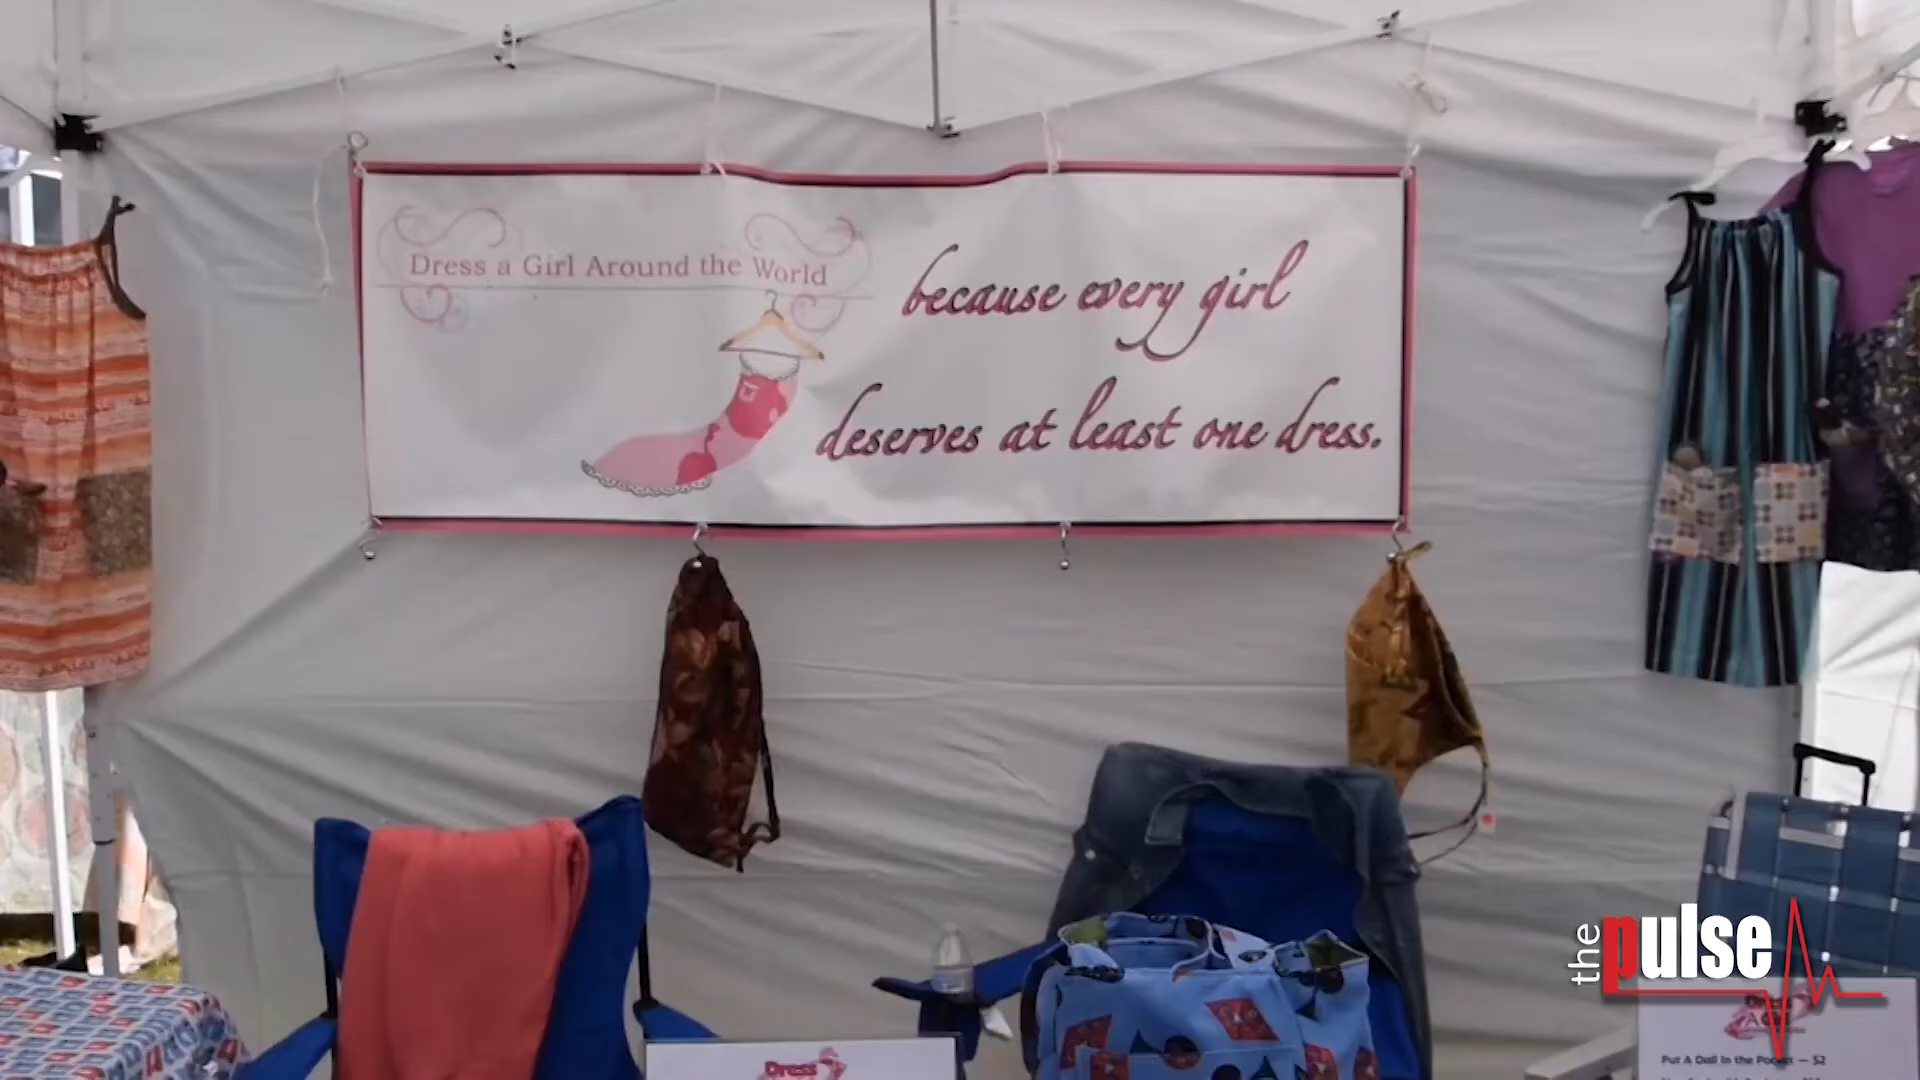 Dress a Girl Around the World
because every girl
deserves at least one dress.
the pulse
Dress
Put A Doll In the Pocket — $2